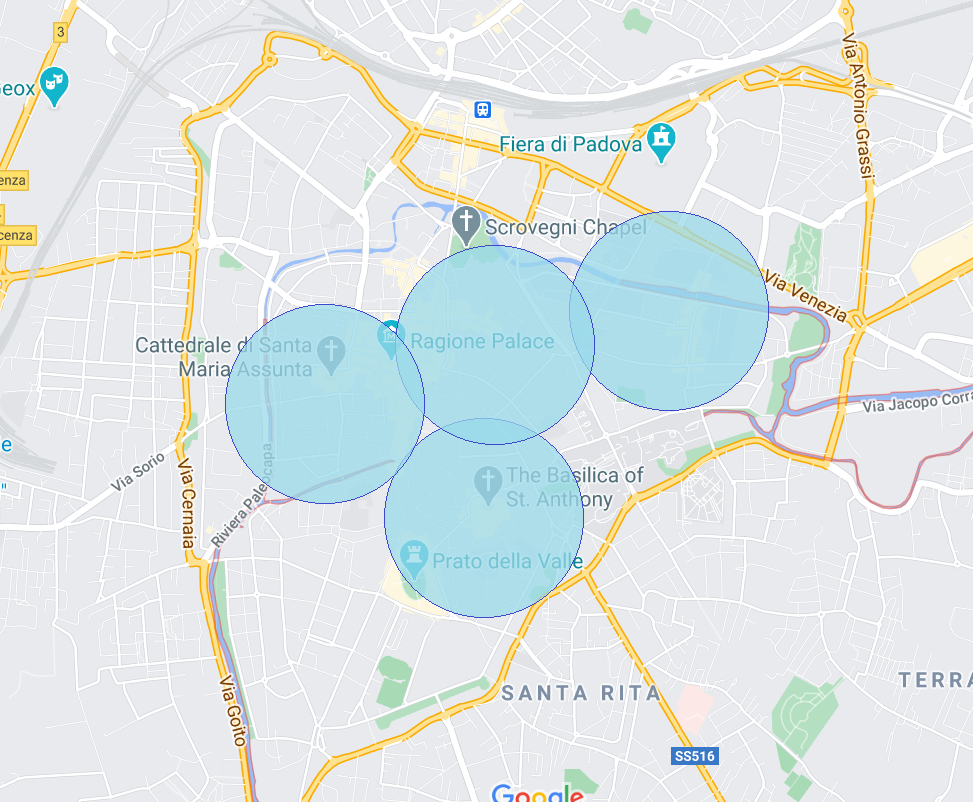 3
eox
Fiera di Padova
Via Antonio Grassi
enza
cenza
Scrovegni Chapel
Via Venezia
Cattedrale di Santa
Maria Assunta
Ragione Palace
Via Jacopo Corra
e
"
Via Sorio
Via Cernaia
Riviera Paleocapa
The Basilica of
St. Anthony
Prato della Valle
Via Goito
SANTA RITA
TERRA
SS516
Google